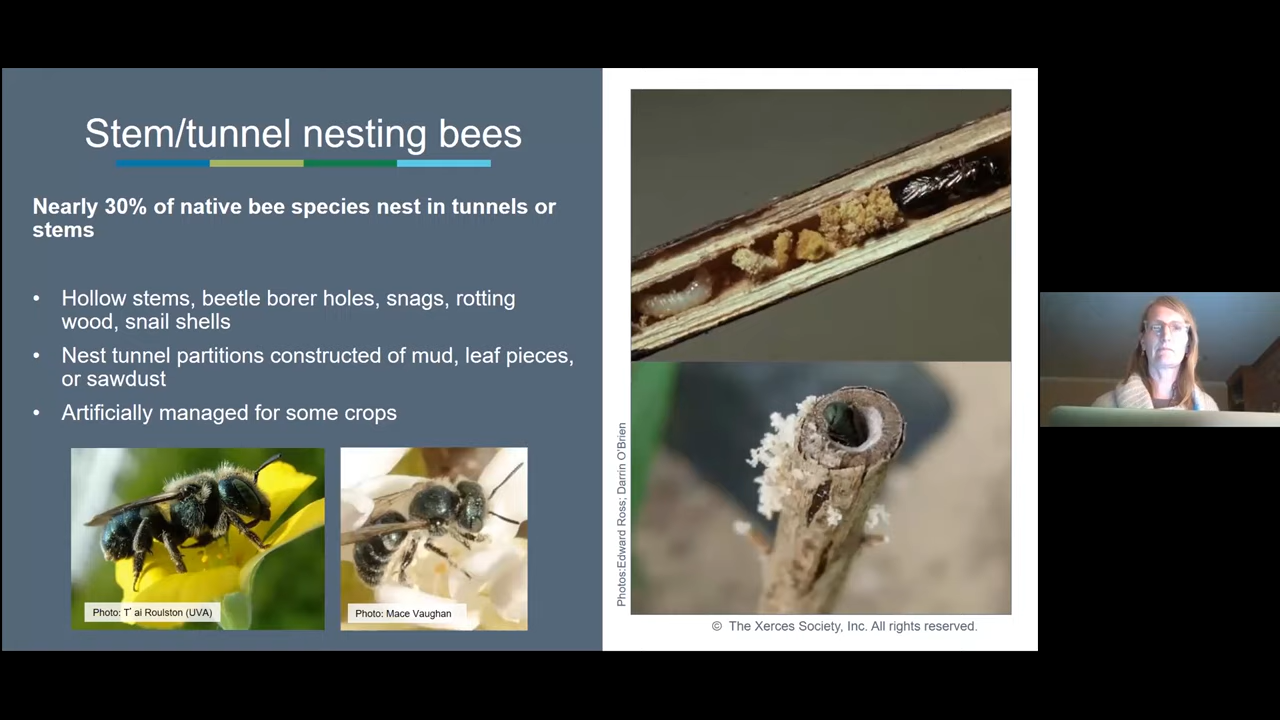 Stem/tunnel nesting bees
Nearly 30% of native bee species nest in tunnels or
stems
• Hollow stems, beetle borer holes, snags, rotting
wood, snail shells
• Nest tunnel partitions constructed of mud, leaf pieces,
or sawdust
• Artificially managed for some crops
Photo: T' ai Roulston (UVA)
Photo: Mace Vaughan
Photos:Edward Ross; Darrin O'Brien
© The Xerces Society, Inc. All rights reserved.